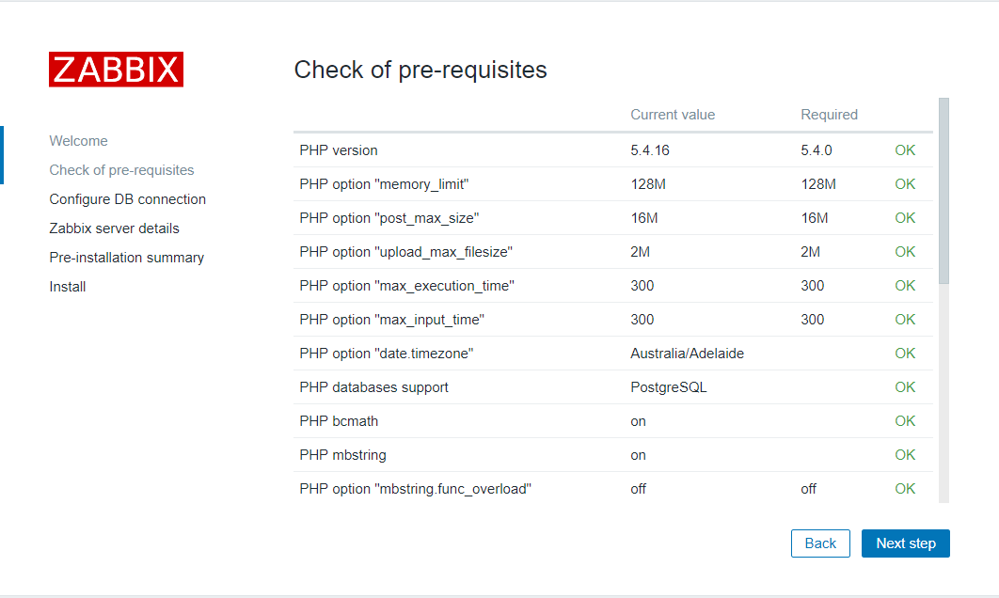 ZABBIX
Welcome
Check of pre-requisites
Configure DB connection
Zabbix server details
Pre-installation summary
Install
Check of pre-requisites
Current value Required
PHP version 5.4.16 5.4.0 OK
PHP option "memory_limit" 128M 128M OK
PHP option "post_max_size" 16M 16M OK
PHP option "upload_max_filesize" 2M 2M OK
PHP option "max_execution_time" 300 300 OK
PHP option "max_input_time" 300 300 OK
PHP option "date.timezone" Australia/Adelaide OK
PHP databases support PostgreSQL OK
PHP bcmath on OK
PHP mbstring on OK
PHP option "mbstring.func_overload" off off OK
Back Next step